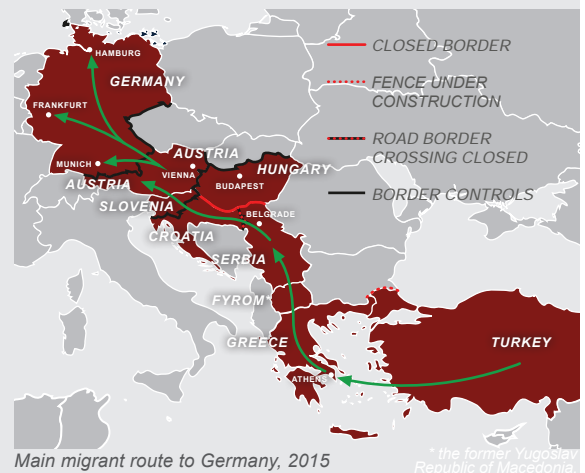 HAMBURG
GERMANY
FRANKFURT
MUNICH
AUSTRIA
VIENNA
AUSTRIA
HUNGARY
BUDAPEST
SLOVENIA
BELGRADE
CROATIA
SERBIA
FYROM*
GREECE
TURKEY
ATHENS
CLOSED BORDER
FENCE UNDER
CONSTRUCTION
ROAD BORDER
CROSSING CLOSED
BORDER CONTROLS
Main migrant route to Germany, 2015
* the former Yugoslav
Republic of Macedonia